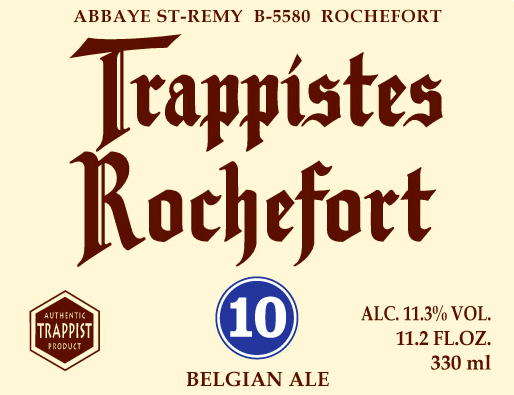 ABBAYE ST-REMY B-5580 ROCHEFORT
Trappistes
Rochefort
AUTHENTIC
TRAPPIST
PRODUCT
10
BELGIAN ALE
ALC. 11.3% VOL.
11.2 FL.OZ.
330 ml